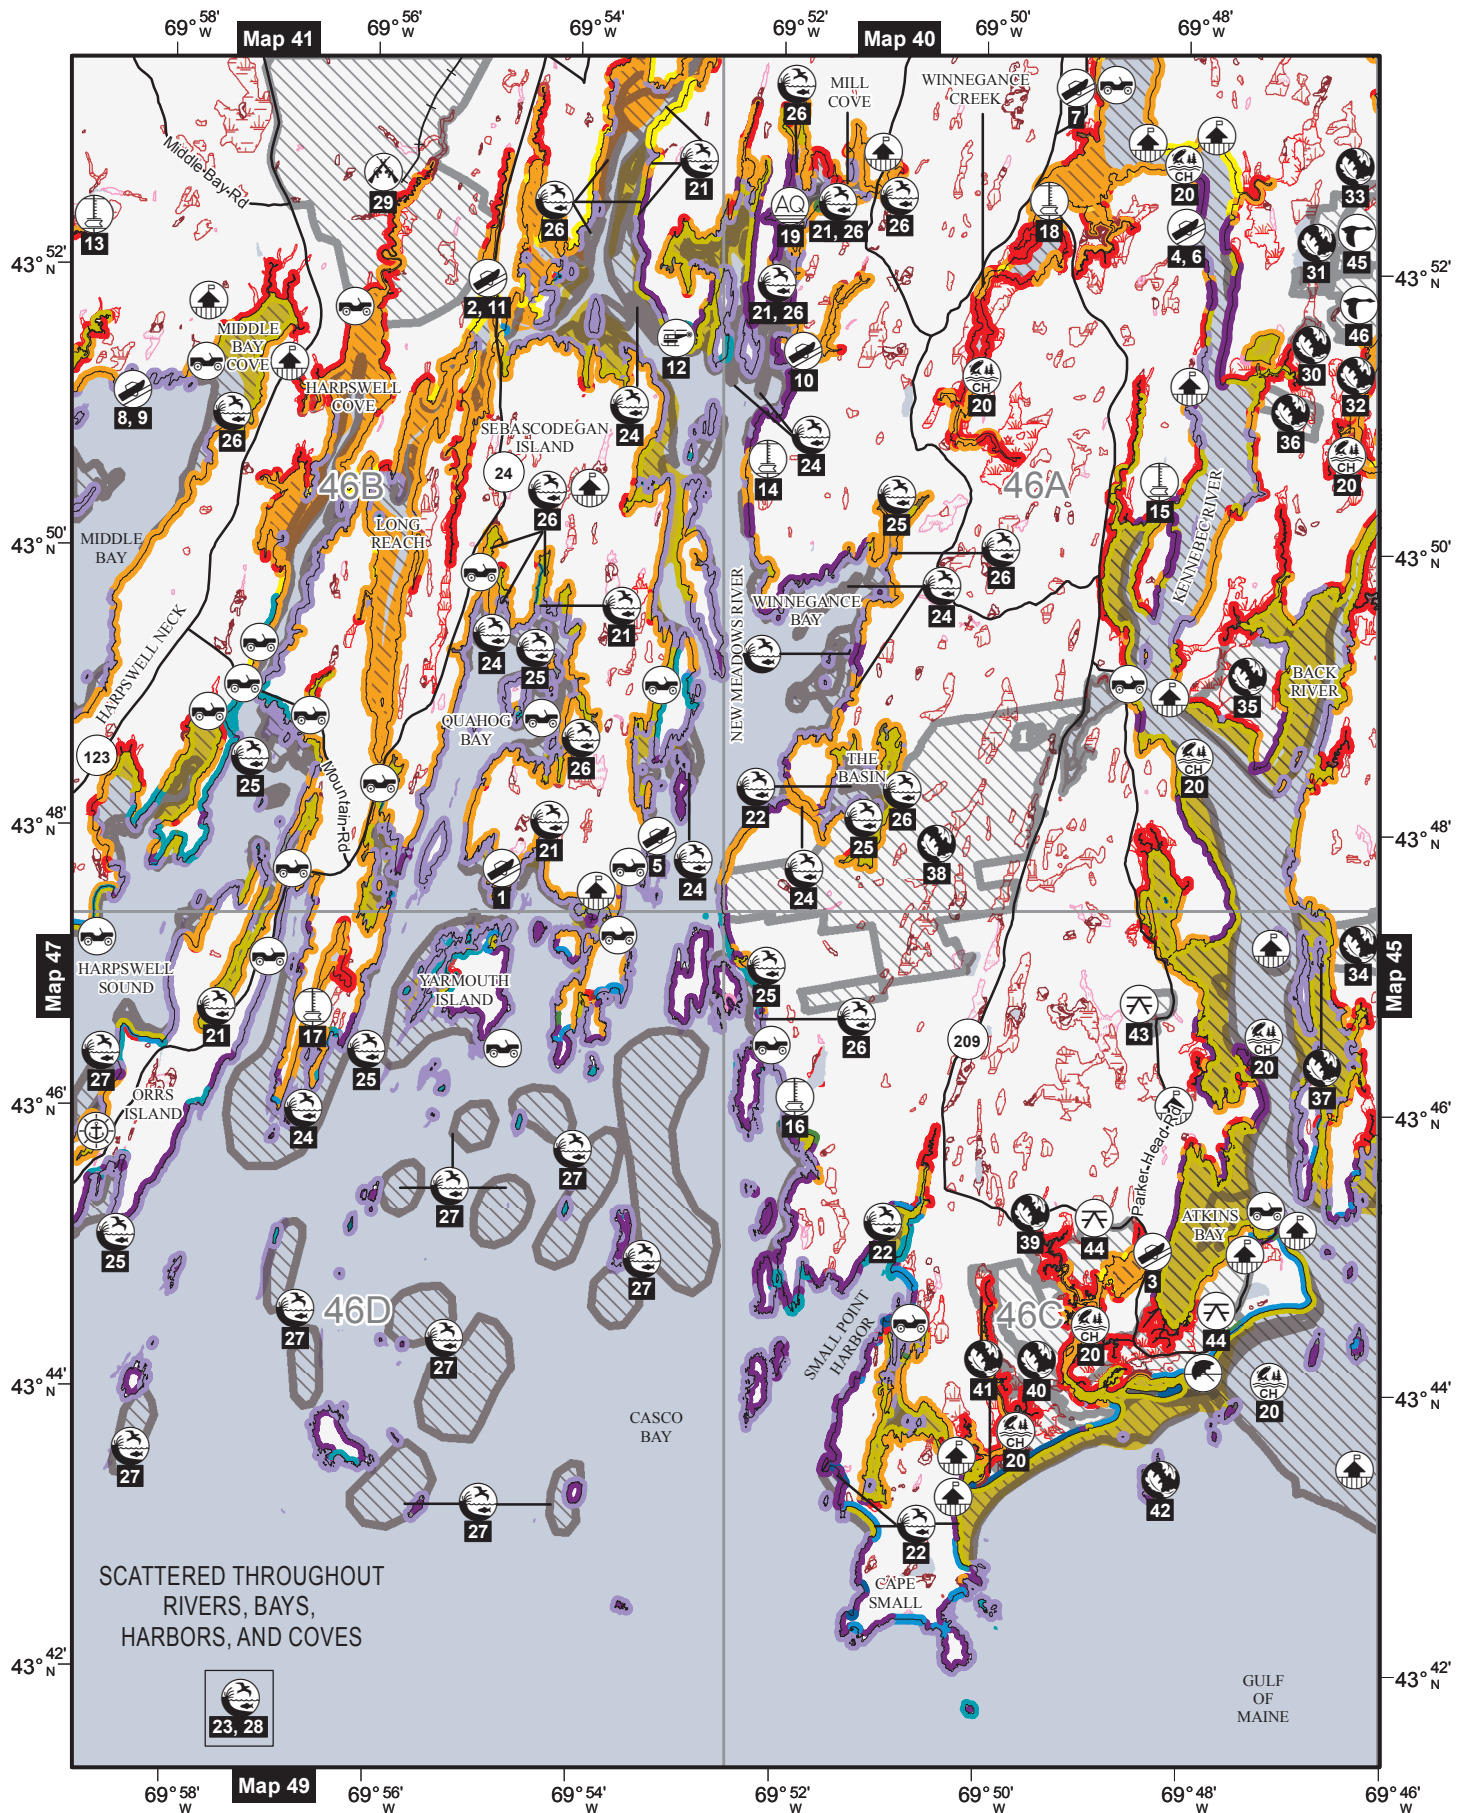 69°58' W
69°56' W
69°54' W
69°52' W
69°50' W
69°48' W
Map 41
Map 40
26
MILL
COVE
WINNEGANCE
CREEK
7
Middle Bay Rd
29
21
26
AQ
19
21, 26
26
18
CH
20
4, 6
33
31
45
13
43°52' N
43°52' N
2, 11
21, 26
46
MIDDLE
BAY
COVE
12
10
30
32
8, 9
HARPSWELL
COVE
26
24
CH
20
36
SEBASCODEGAN
ISLAND
24
24
14
46B
26
46A
15
CH
20
25
LONG
REACH
MIDDLE
BAY
43°50' N
43°50' N
26
KENNEBEC RIVER
24
WINNEGANCE
BAY
21
24
25
HARPSWELL NECK
NEW MEADOWS RIVER
BACK
RIVER
35
QUAHOG
BAY
1
26
123
25
Mountain Rd
THE
BASIN
CH
20
22
26
43°48' N
43°48' N
21
25
5
24
38
1
24
Map 47
Map 45
HARPSWELL
SOUND
YARMOUTH
ISLAND
34
25
21
17
26
43
209
27
25
CH
20
37
43°46' N
43°46' N
ORRS
ISLAND
24
16
Parker Head Rd
27
27
25
22
39
44
ATKINS
BAY
3
27
46D
27
27
SMALL POINT
HARBOR
46C
CH
20
44
41
40
43°44' N
43°44' N
CH
20
CASCO
BAY
CH
20
27
42
27
22
SCATTERED THROUGHOUT
RIVERS, BAYS,
HARBORS, AND COVES
CAPE
SMALL
43°42' N
43°42' N
23, 28
GULF
OF
MAINE
Map 49
69°58' W
69°56' W
69°54' W
69°52' W
69°50' W
69°48' W
69°46' W